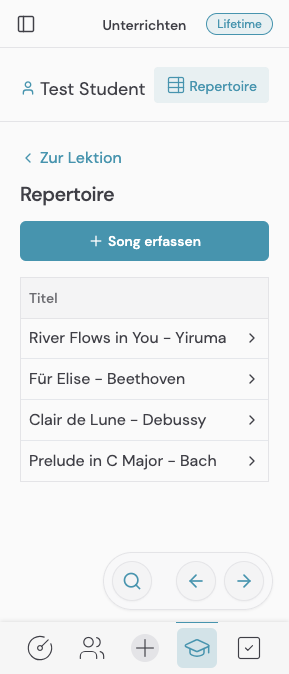 Unterrichten
Lifetime
Test Student
Repertoire
Zur Lektion
Repertoire
Song erfassen
Titel
River Flows in You – Yiruma
Für Elise – Beethoven
Clair de Lune – Debussy
Prelude in C Major – Bach